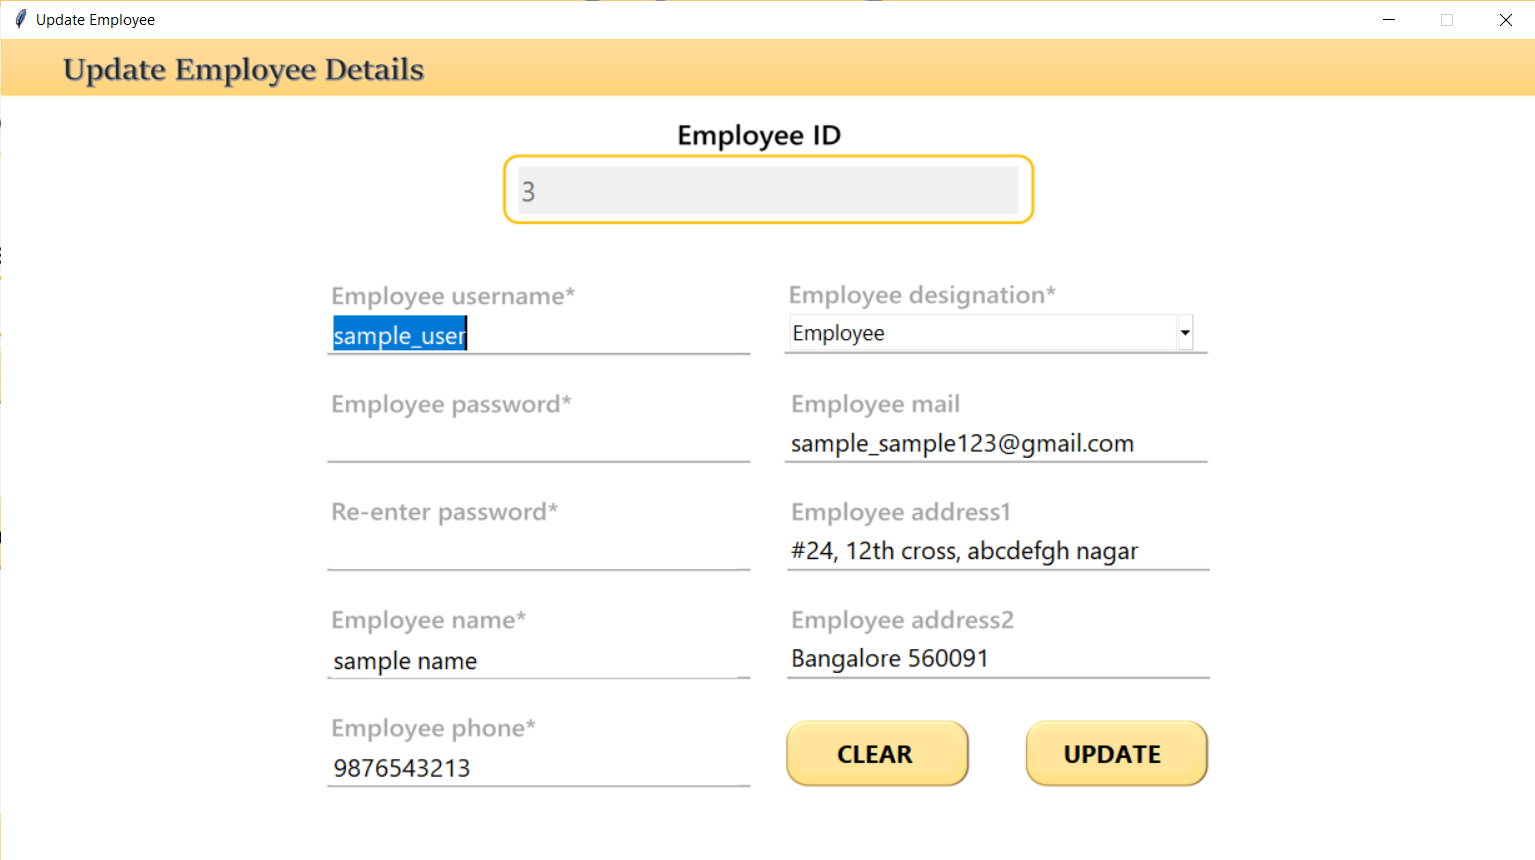 Update Employee
Update Employee Details
Employee ID
3
Employee username*
sample_user
Employee designation*
Employee
Employee password*
Employee mail
sample_sample123@gmail.com
Re-enter password*
Employee address1
#24, 12th cross, abcdefgh nagar
Employee name*
sample name
Employee address2
Bangalore 560091
Employee phone*
9876543213
CLEAR
UPDATE